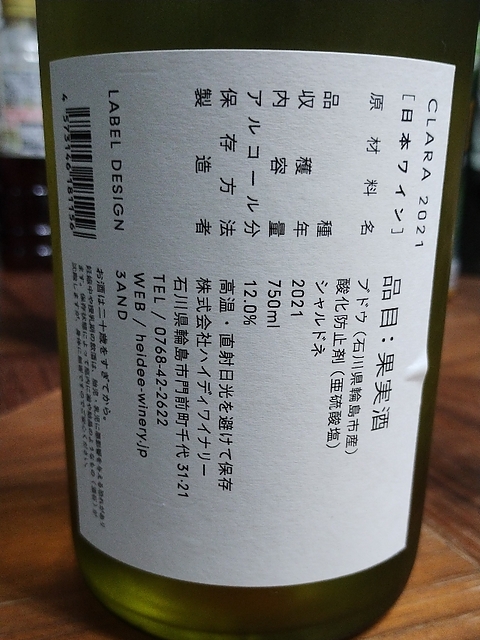 CLARA 2021
[日本ワイン] 品目：果実酒
原材料名 ブドウ(石川県輪島市産)
酸化防止剤(亜硫酸塩)
品種 シャルドネ
収穫年 2021
内容量 750ml
アルコール分 12.0%
保存方法 高温・直射日光を避けて保存
製造者 株式会社ハイディワイナリー
石川県輪島市門前町千代31-21
TEL / 0768-42-2622
WEB / heidee-winery.jp
LABEL DESIGN 3AND
お酒は二十歳をすぎてから